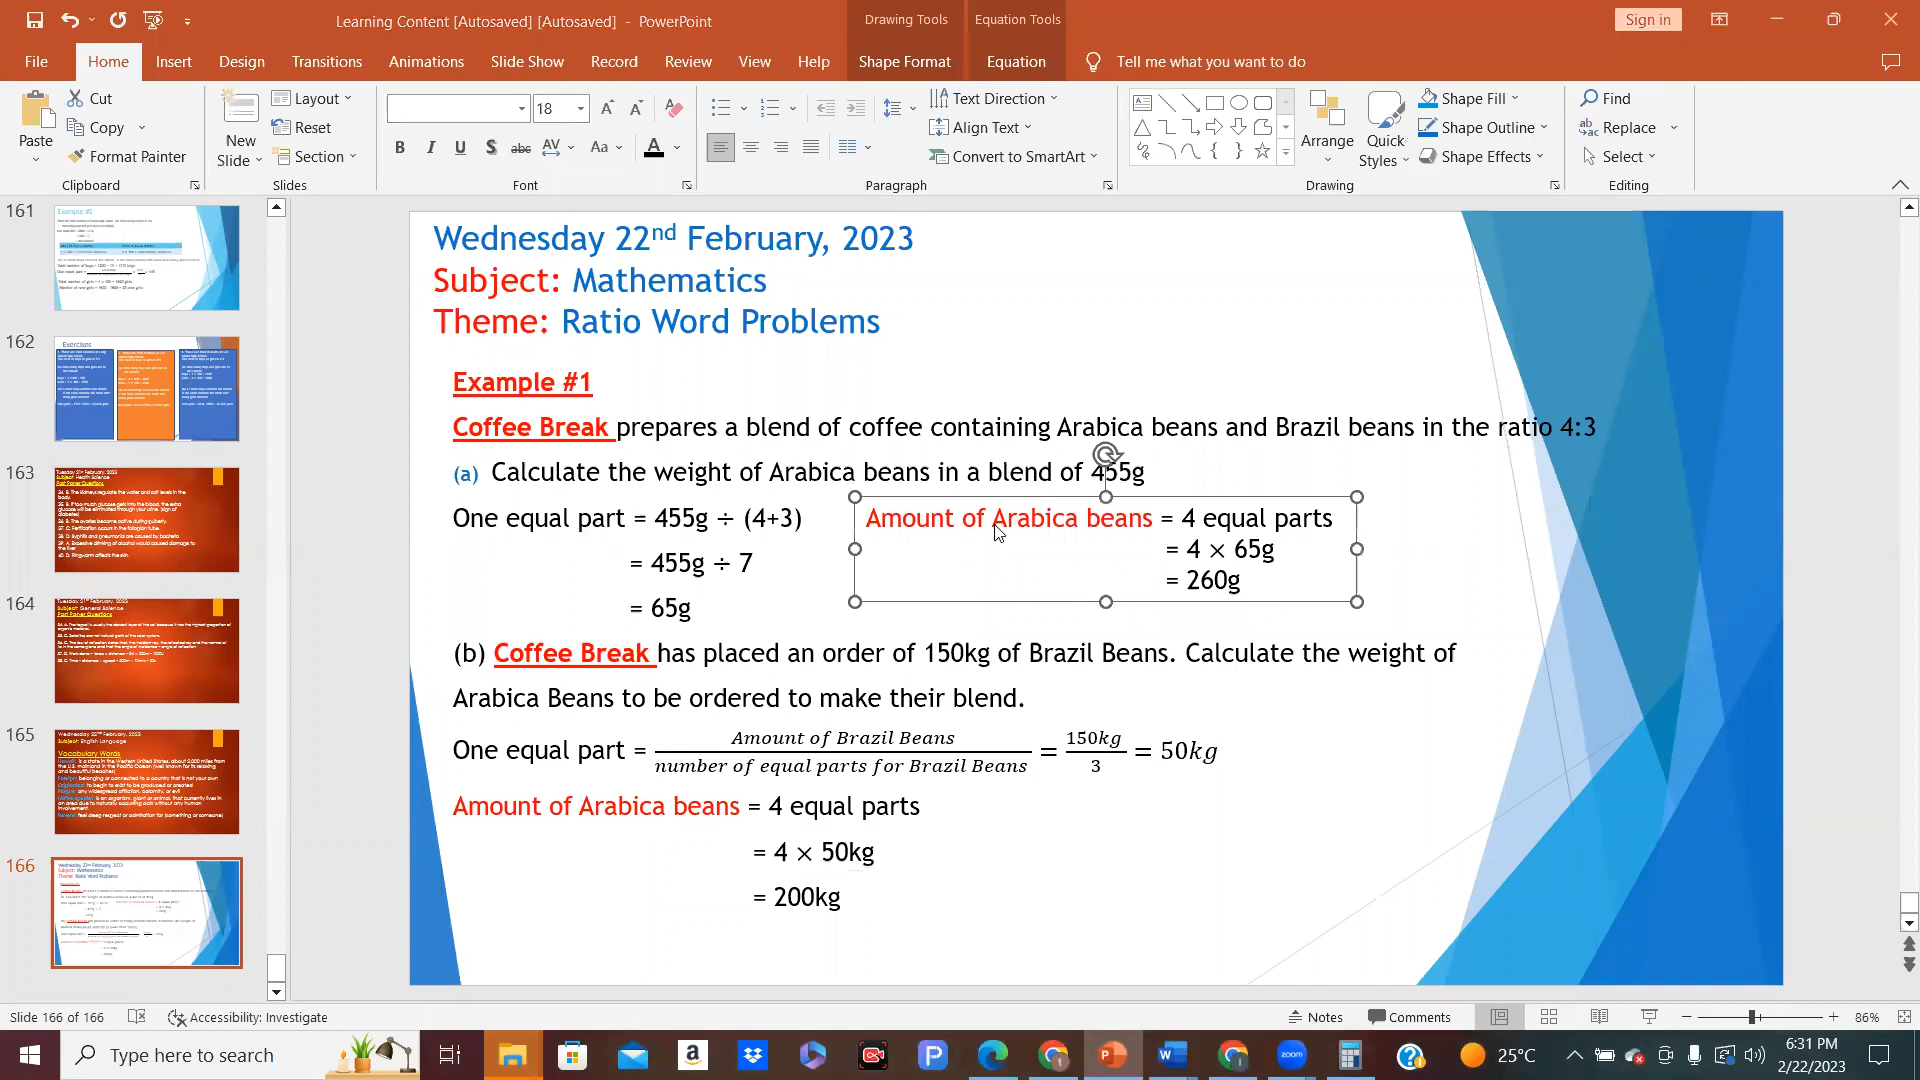 Learning Content [Autosaved] [Autosaved] - PowerPoint
Drawing Tools
Equation Tools
Sign in
File
Home
Insert
Design
Transitions
Animations
Slide Show
Record
Review
View
Help
Shape Format
Equation
Tell me what you want to do
Paste
Cut
Copy
Format Painter
Clipboard
New Slide
Layout
Reset
Section
Slides
18
Font
Text Direction
Align Text
Convert to SmartArt
Paragraph
Arrange
Quick Styles
Shape Fill
Shape Outline
Shape Effects
Drawing
Find
Replace
Select
Editing
161
Example #2
162
Exercises
163
164
165
Vocabulary Words
166
Wednesday 22nd February, 2023
Subject: Mathematics
Theme: Ratio Word Problems
Example #1
Coffee Break prepares a blend of coffee containing Arabica beans and Brazil beans in the ratio 4:3
(a) Calculate the weight of Arabica beans in a blend of 455g
One equal part = 455g ÷ (4+3)
= 455g ÷ 7
= 65g
Amount of Arabica beans = 4 equal parts
= 4 × 65g
= 260g
(b) Coffee Break has placed an order of 150kg of Brazil Beans. Calculate the weight of
Arabica Beans to be ordered to make their blend.
One equal part = Amount of Brazil Beans / number of equal parts for Brazil Beans = 150kg / 3 = 50kg
Amount of Arabica beans = 4 equal parts
= 4 × 50kg
= 200kg
Slide 166 of 166
Accessibility: Investigate
Notes
Comments
86%
Type here to search
zoom
25°C
6:31 PM
2/22/2023